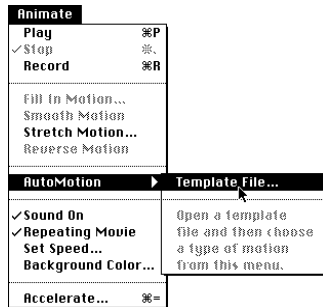 Animate
Play ⌘P
✓Stop ⌘.
Record ⌘R
Fill In Motion...
Smooth Motion
Stretch Motion...
Reverse Motion
AutoMotion ▶ Template File...
✓Sound On
✓Repeating Movie
Set Speed...
Background Color...
Open a template
file and then choose
a type of motion
from this menu.
Accelerate... ⌘=